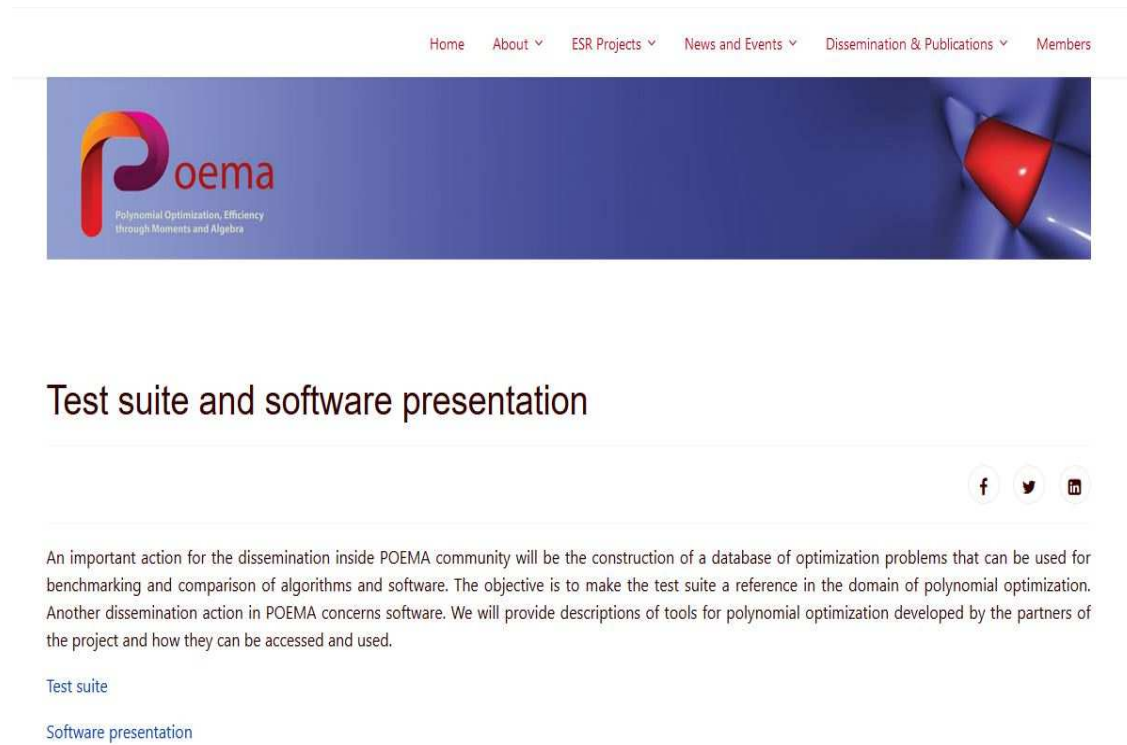 Home About ESR Projects News and Events Dissemination & Publications Members
Poema
Polynomial Optimization, Efficiency
through Moments and Algebra
Test suite and software presentation
An important action for the dissemination inside POEMA community will be the construction of a database of optimization problems that can be used for
benchmarking and comparison of algorithms and software. The objective is to make the test suite a reference in the domain of polynomial optimization.
Another dissemination action in POEMA concerns software. We will provide descriptions of tools for polynomial optimization developed by the partners of
the project and how they can be accessed and used.
Test suite
Software presentation